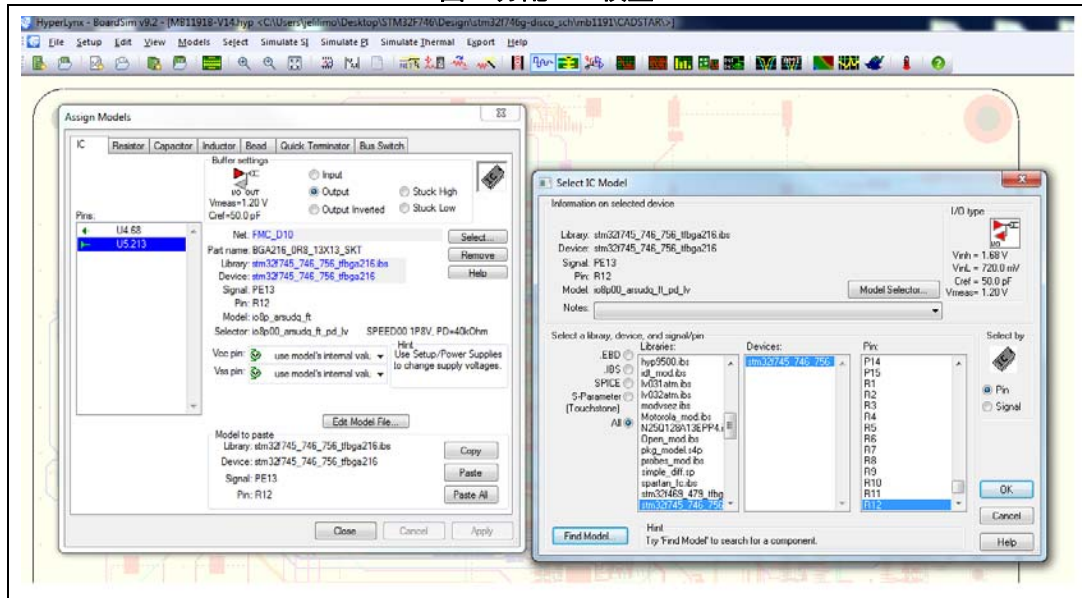 HyperLynx - BoardSim v9.2 - [MB1191B-V14.hyp <C:\Users\jelilimo\Desktop\STM32F746\Design\stm32f746g-disco_sch\mb1191\CADSTAR\>]
File Setup Edit View Models Select Simulate SI Simulate PI Simulate Thermal Export Help
Assign Models
IC Resistor Capacitor Inductor Bead Quick Terminator Bus Switch
Buffer settings
I/O OUT
Vmeas=1.20 V
Cref=50.0 pF
Input
Output
Output Inverted
Stuck High
Stuck Low
Pins:
U4.68
U5.213
Net: FMC_D10
Part name: BGA216_0R8_13X13_SKT
Library: stm32f745_746_756_tfbga216.ibs
Device: stm32f745_746_756_tfbga216
Signal: PE13
Pin: R12
Model: io8p_arsudq_ft
Selector: io8p00_arsudq_ft_pd_lv SPEED00 1P8V, PD=40kOhm
Select...
Remove
Help
Vcc pin: use model's internal valu
Vss pin: use model's internal valu
Hint
Use Setup/Power Supplies
to change supply voltages.
Edit Model File...
Model to paste
Library: stm32f745_746_756_tfbga216.ibs
Device: stm32f745_746_756_tfbga216
Signal: PE13
Pin: R12
Copy
Paste
Paste All
Close Cancel Apply
Select IC Model
Information on selected device
Library: stm32f745_746_756_tfbga216.ibs
Device: stm32f745_746_756_tfbga216
Signal: PE13
Pin: R12
Model: io8p00_arsudq_ft_pd_lv
Model Selector...
Notes:
I/O type
I/O
Vinh = 1.68 V
VinL = 720.0 mV
Cref = 50.0 pF
Vmeas= 1.20 V
Select a library, device, and signal/pin
.EBD
.IBS
SPICE
S-Parameter
(Touchstone)
All
Libraries:
hyp9500.ibs
idt_mod.ibs
lv031atm.ibs
lv032atm.ibs
modvsez.ibs
Motorola_mod.ibs
N25Q128A13EPP4.i
Open_mod.ibs
pkg_model.s4p
probes_mod.ibs
simple_diff.sp
spartan_lc.ibs
stm32f469_479_tfbg
stm32f745_746_756
Devices:
stm32f745_746_756
Pin:
P14
P15
R1
R2
R3
R4
R5
R6
R7
R8
R9
R10
R11
R12
Select by
Pin
Signal
OK
Cancel
Help
Find Model...
Hint
Try 'Find Model' to search for a component.